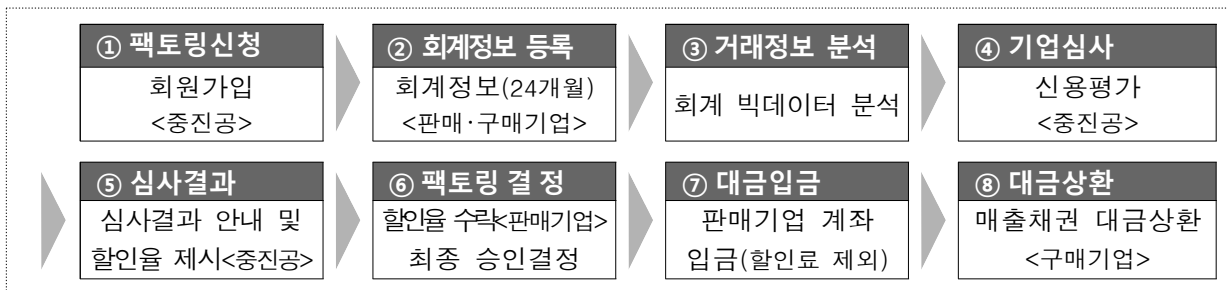 ① 팩토링신청
회원가입
<중진공>
② 회계정보 등록
회계정보(24개월)
<판매·구매기업>
③ 거래정보 분석
회계 빅데이터 분석
④ 기업심사
신용평가
<중진공>
⑤ 심사결과
심사결과 안내 및
할인율 제시<중진공>
⑥ 팩토링 결 정
할인율 수락<판매기업>
최종 승인결정
⑦ 대금입금
판매기업 계좌
입금(할인료 제외)
⑧ 대금상환
매출채권 대금상환
<구매기업>